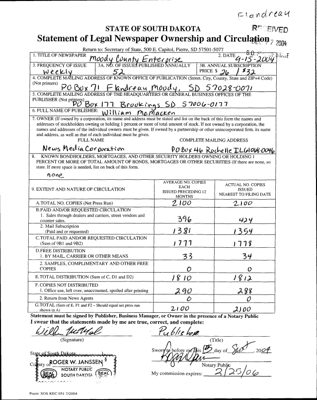 Flandreau
STATE OF SOUTH DAKOTA
Statement of Legal Newspaper Ownership and Circulation
Return to: Secretary of State, 500 E. Capitol, Pierre, SD 57501-5077
1. TITLE OF NEWSPAPER Moody County Enterprise 2. DATE 9-15-2004
3. FREQUENCY OF ISSUE weekly 3A. NO. OF ISSUES PUBLISHED ANNUALLY 52 3B. ANNUAL SUBSCRIPTION PRICE $ 26 / $32
4. COMPLETE MAILING ADDRESS OF KNOWN OFFICE OF PUBLICATION (Street, City, County, State and ZIP+4 Code) (Not printers)
PO Box 71 Flandreau Moody, SD 57028-0071
5. COMPLETE MAILING ADDRESS OF THE HEADQUARTERS OF GENERAL BUSINESS OFFICES OF THE PUBLISHER (Not printer)
PO Box 177 Brookings SD 57006-0177
6. FULL NAME OF PUBLISHER: William McMacken
7. OWNER (If owned by a corporation, its name and address must be stated and list on the back of this form the names and addresses of stockholders owning or holding 1 percent or more of total amount of stock. If not owned by a corporation, the names and addresses of the individual owners must be given. If owned by a partnership or other unincorporated firm, its name and address, as well as that of each individual must be given.
FULL NAME COMPLETE MAILING ADDRESS
News Media Corporation PO Box 46 Rochelle IL 61068-0046
8. KNOWN BONDHOLDERS, MORTGAGES, AND OTHER SECURITY HOLDERS OWNING OR HOLDING 1 PERCENT OR MORE OF TOTAL AMOUNT OF BONDS, MORTGAGES OR OTHER SECURITIES (If there are none, so state. If more space is needed, list on back of this form.
none
9. EXTENT AND NATURE OF CIRCULATION AVERAGE NO. COPIES EACH ISSUE PRECEDING 12 MONTHS ACTUAL NO. COPIES ISSUED NEAREST TO FILING DATE
A. TOTAL NO. COPIES (Net Press Run) 2100 2100
B. PAID AND/OR REQUESTED CIRCULATION
1. Sales through dealers and carriers, street vendors and counter sales. 396 424
2. Mail Subscription (Paid and or requested) 1381 1354
C. TOTAL PAID AND/OR REQUESTED CIRCULATION (Sum of 9B1 and 9B2) 1777 1778
D. FREE DISTRIBUTION
1. BY MAIL, CARRIER OR OTHER MEANS 33 34
2. SAMPLES, COMPLIMENTARY AND OTHER FREE COPIES 0 0
E. TOTAL DISTRIBUTION (Sum of C, D1 and D2) 1810 1812
F. COPIES NOT DISTRIBUTED
1. Office use, left over, unaccounted, spoiled after printing 290 288
2. Return from News Agents 0 0
G. TOTAL (Sum of E, F1 and F2 - Should equal net press run shown in A) 2100 2100
Statement must be signed by Publisher, Business Manager, or Owner in the presence of a Notary Public
I swear that the statements made by me are true, correct, and complete:
Publisher
(Signature) (Title)
State of South Dakota
ROGER W. JANSSEN
NOTARY PUBLIC
SOUTH DAKOTA
SEAL SEAL
Sworn to before me this 15 day of Sept 2004
Notary Public
My commission expires: 2/25/06